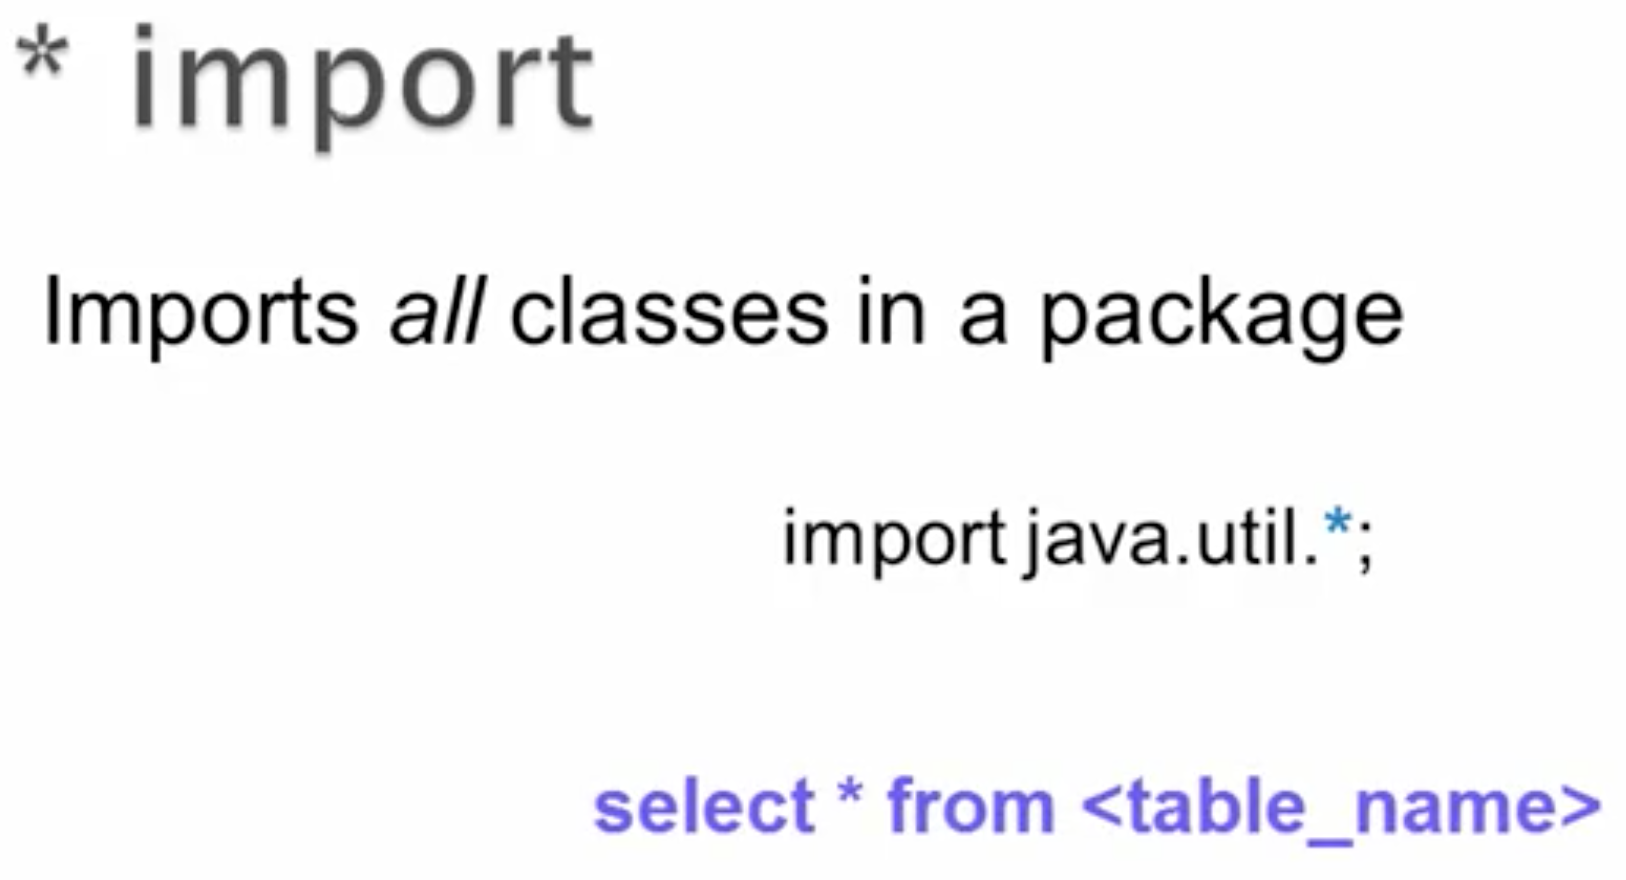 * import
Imports all classes in a package
import java.util.*;
select * from <table_name>